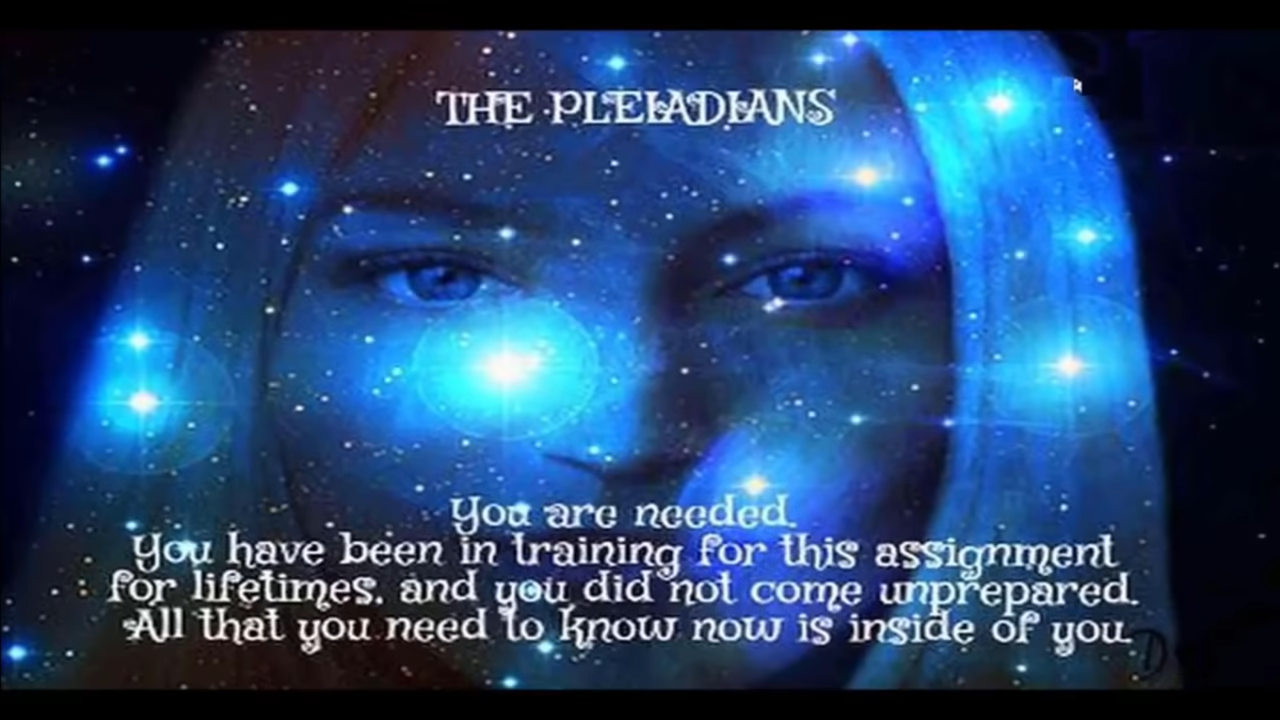 THE PLEIADIANS
You are needed.
You have been in training for this assignment
for lifetimes. and you did not come unprepared.
All that you need to know now is inside of you.